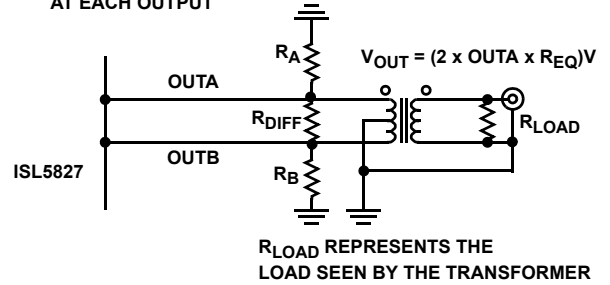 AT EACH OUTPUT
RA
VOUT = (2 x OUTA x REQ)V
OUTA
RDIFF
RLOAD
OUTB
ISL5827
RB
RLOAD REPRESENTS THE
LOAD SEEN BY THE TRANSFORMER